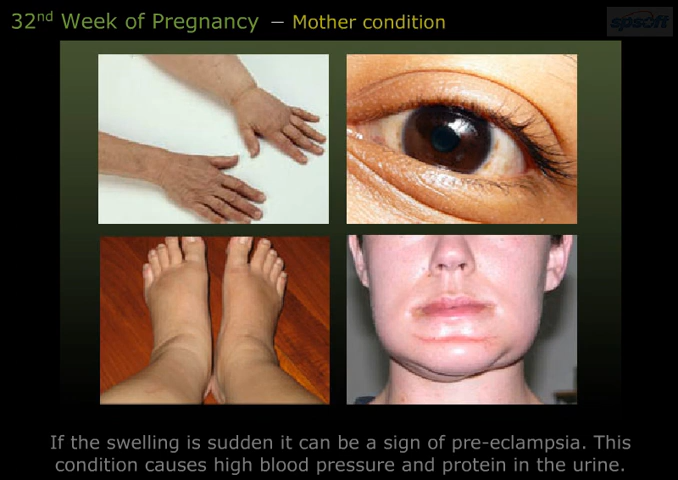 32nd Week of Pregnancy – Mother condition
spsoft
If the swelling is sudden it can be a sign of pre-eclampsia. This
condition causes high blood pressure and protein in the urine.